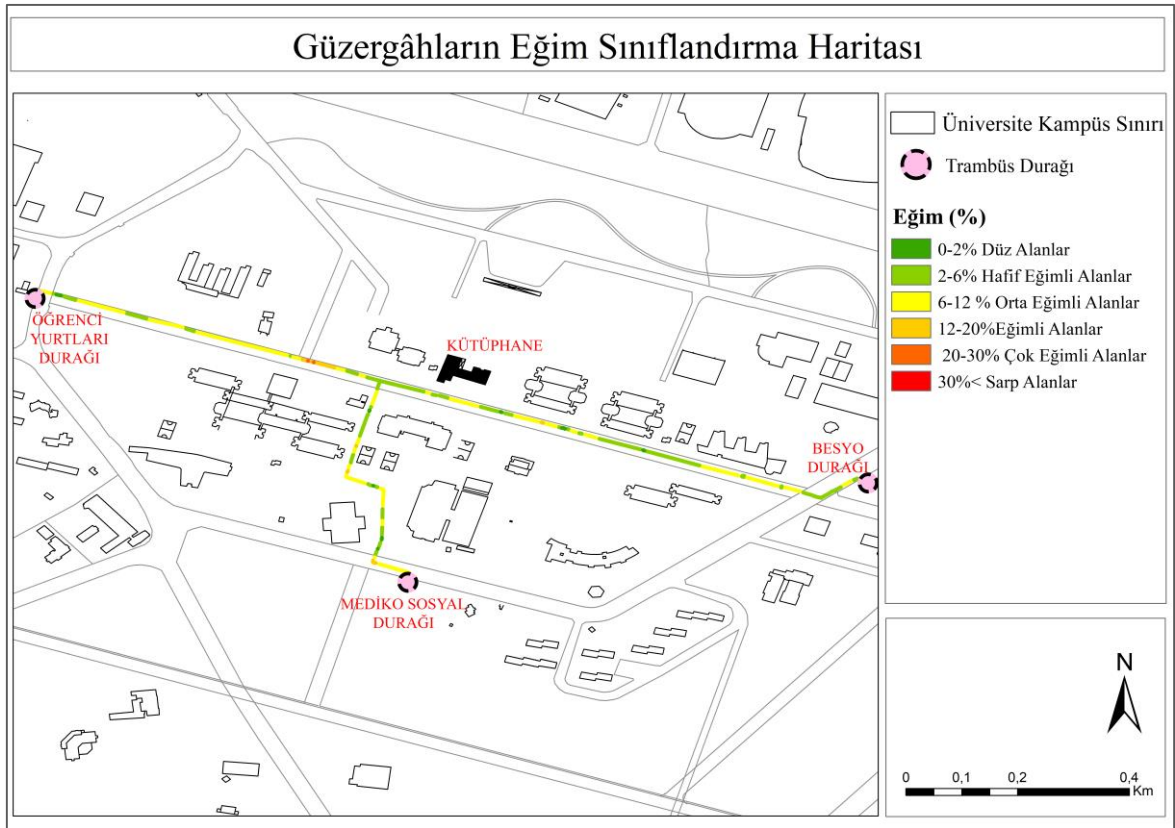 Güzergâhların Eğim Sınıflandırma Haritası
ÖĞRENCİ
YURTLARI
DURAĞI
KÜTÜPHANE
BESYO
DURAĞI
MEDİKO SOSYAL
DURAĞI
Üniversite Kampüs Sınırı
Trambüs Durağı
Eğim (%)
0-2% Düz Alanlar
2-6% Hafif Eğimli Alanlar
6-12 % Orta Eğimli Alanlar
12-20%Eğimli Alanlar
20-30% Çok Eğimli Alanlar
30%< Sarp Alanlar
N
0 0,1 0,2 0,4
Km